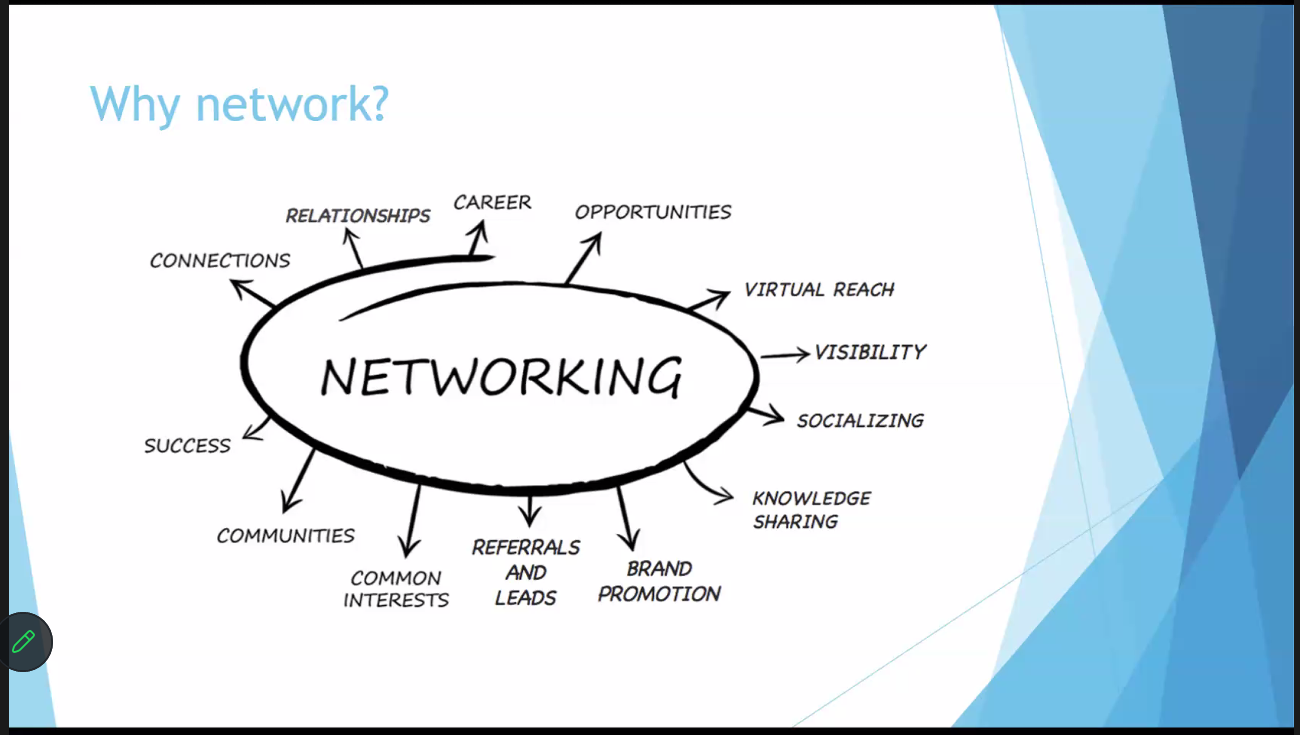 Why network?
RELATIONSHIPS
CAREER
OPPORTUNITIES
CONNECTIONS
VIRTUAL REACH
VISIBILITY
NETWORKING
SOCIALIZING
SUCCESS
KNOWLEDGE
SHARING
COMMUNITIES
COMMON
INTERESTS
REFERRALS
AND
LEADS
BRAND
PROMOTION